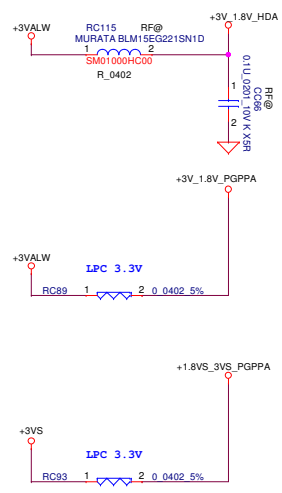 +3VALW
RC115 RF@
+3V_1.8V_HDA
MURATA BLM15EG221SN1D
1 2
SM01000HC00
R_0402
1
2
RF@
CC66
0.1U_0201_10V K X5R
+3V_1.8V_PGPPA
+3VALW
LPC 3.3V
RC89 1 2 0_0402_5%
+1.8VS_3VS_PGPPA
+3VS
LPC 3.3V
RC93 1 2 0_0402_5%